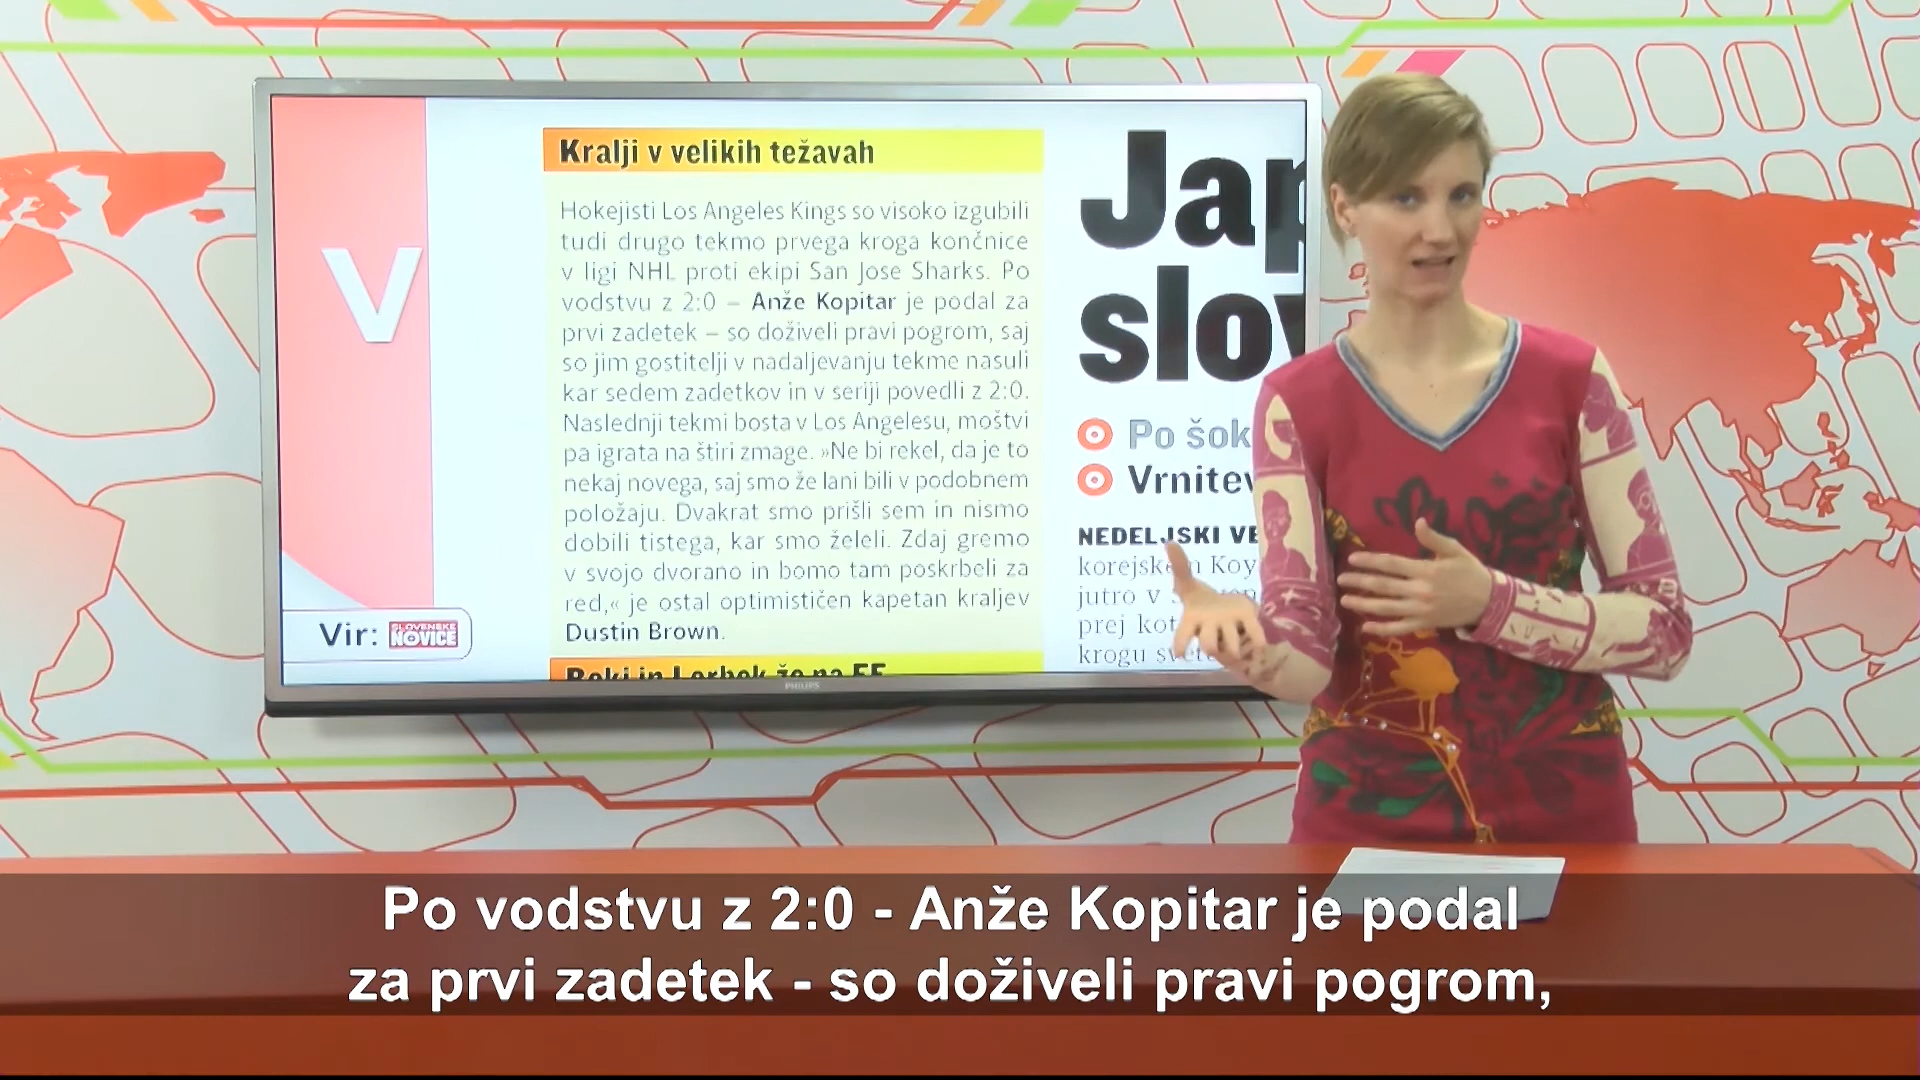 V
Vir: SLOVENSKE NOVICE
Kralji v velikih težavah
Hokejisti Los Angeles Kings so visoko izgubili
tudi drugo tekmo prvega kroga končnice
v ligi NHL proti ekipi San Jose Sharks. Po
vodstvu z 2:0 – Anže Kopitar je podal za
prvi zadetek – so doživeli pravi pogrom, saj
so jim gostitelji v nadaljevanju tekme nasuli
kar sedem zadetkov in v seriji povedli z 2:0.
Naslednji tekmi bosta v Los Angelesu, moštvi
pa igrata na štiri zmage. »Ne bi rekel, da je to
nekaj novega, saj smo že lani bili v podobnem
položaju. Dvakrat smo prišli sem in nismo
dobili tistega, kar smo želeli. Zdaj gremo
v svojo dvorano in bomo tam poskrbeli za
red,« je ostal optimističen kapetan kraljev
Dustin Brown.
Jap
slov
Po šok
Vrnitev
NEDELJSKI VE
korejskem Koy
jutro v
prej kot
krogu svet
PHILIPS
Po vodstvu z 2:0 - Anže Kopitar je podal
za prvi zadetek - so doživeli pravi pogrom,